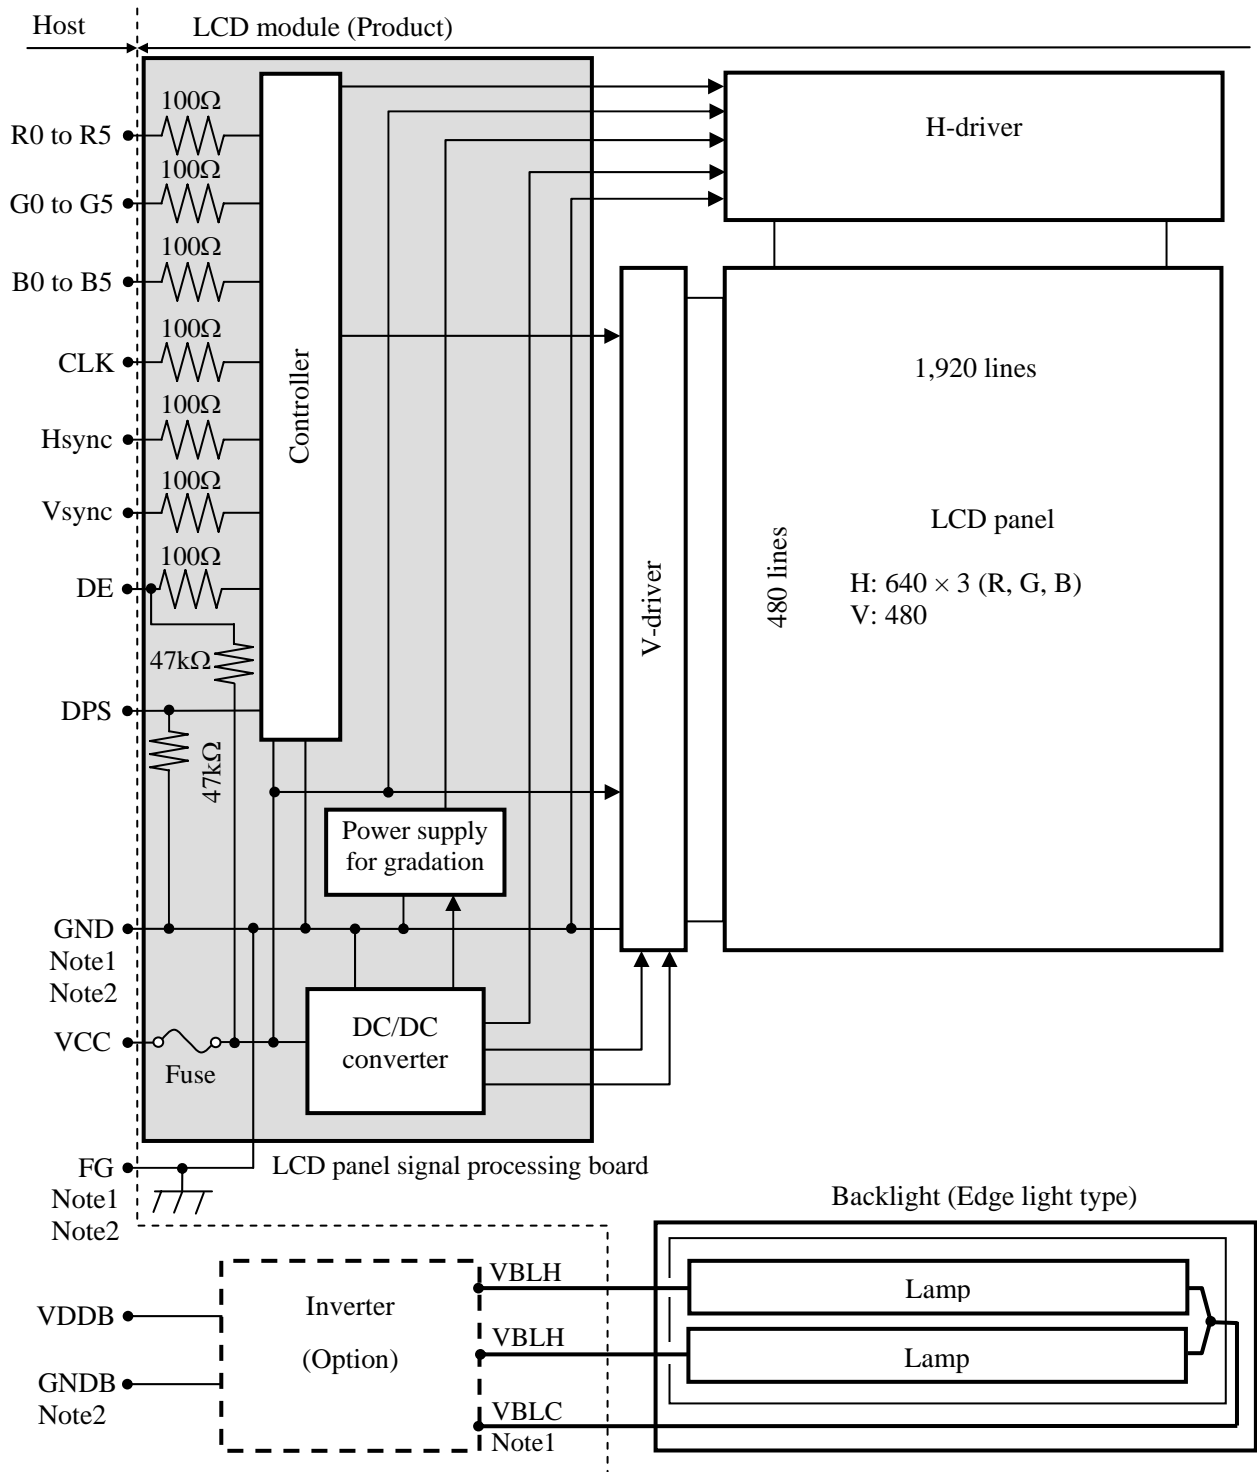 Host
LCD module (Product)
100Ω
R0 to R5
H-driver
100Ω
G0 to G5
100Ω
B0 to B5
100Ω
CLK
1,920 lines
Controller
100Ω
Hsync
100Ω
Vsync
LCD panel
100Ω
DE
480 lines
H: 640 × 3 (R, G, B)
V: 480
V-driver
47kΩ
DPS
47kΩ
Power supply
for gradation
GND
Note1
Note2
VCC
Fuse
DC/DC
converter
FG
Note1
Note2
LCD panel signal processing board
Backlight (Edge light type)
VBLH
Lamp
Inverter
(Option)
VDDB
VBLH
Lamp
GNDB
Note2
VBLC
Note1